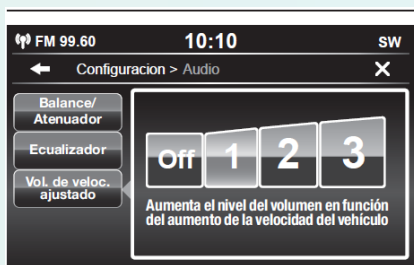 FM 99.60 10:10 SW
Configuracion > Audio
Balance/
Atenuador
Ecualizador
Vol. de veloc.
ajustado
Off 1 2 3
Aumenta el nivel del volumen en función
del aumento de la velocidad del vehículo